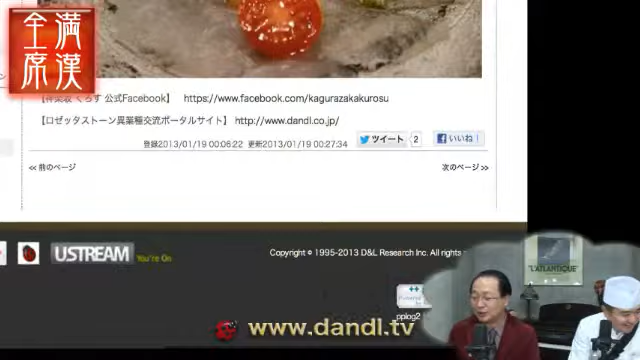 満漢
全席
【神楽坂 くろす 公式Facebook】 https://www.facebook.com/kagurazakakurosu
【ロゼッタストーン異業種交流ポータルサイト】 http://www.dandl.co.jp/
登録2013/01/19 00:06:22 更新2013/01/19 00:27:34 ツイート 2 いいね！
<< 前のページ 次のページ >>
USTREAM You're On
Copyright © 1995-2013 D&L Research Inc. All rights
"L'ATLANTIQUE"
Powered
pplog2
www.dandl.tv